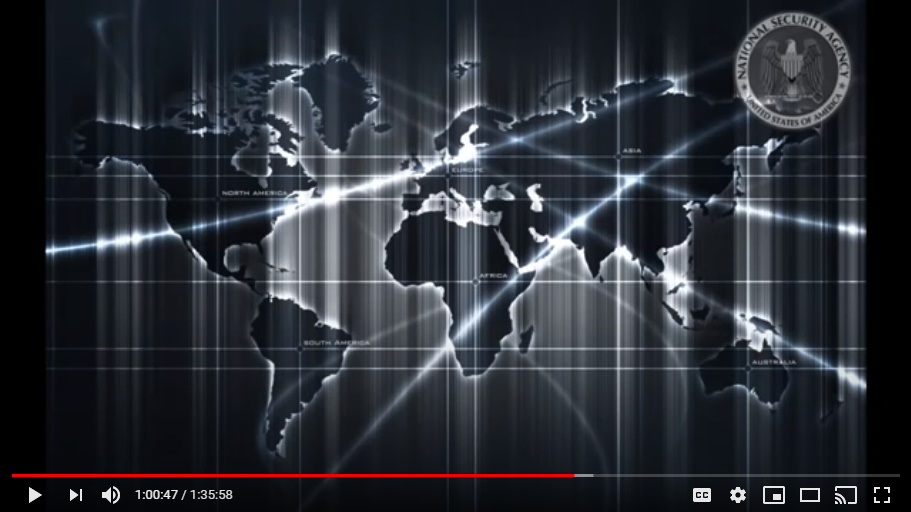 NATIONAL SECURITY AGENCY
UNITED STATES OF AMERICA
ASIA
EUROPE
NORTH AMERICA
AFRICA
SOUTH AMERICA
AUSTRALIA
1:00:47 / 1:35:58
CC